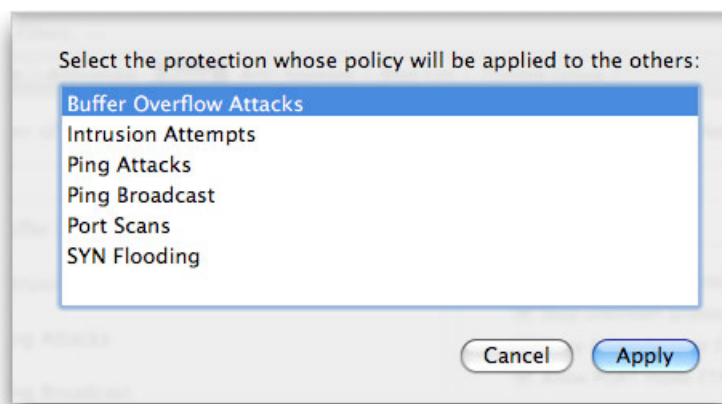 Select the protection whose policy will be applied to the others:
Buffer Overflow Attacks
Intrusion Attempts
Ping Attacks
Ping Broadcast
Port Scans
SYN Flooding
Cancel
Apply